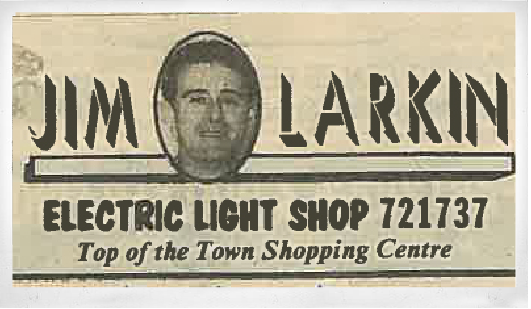 JIM LARKIN
ELECTRIC LIGHT SHOP 721737
Top of the Town Shopping Centre